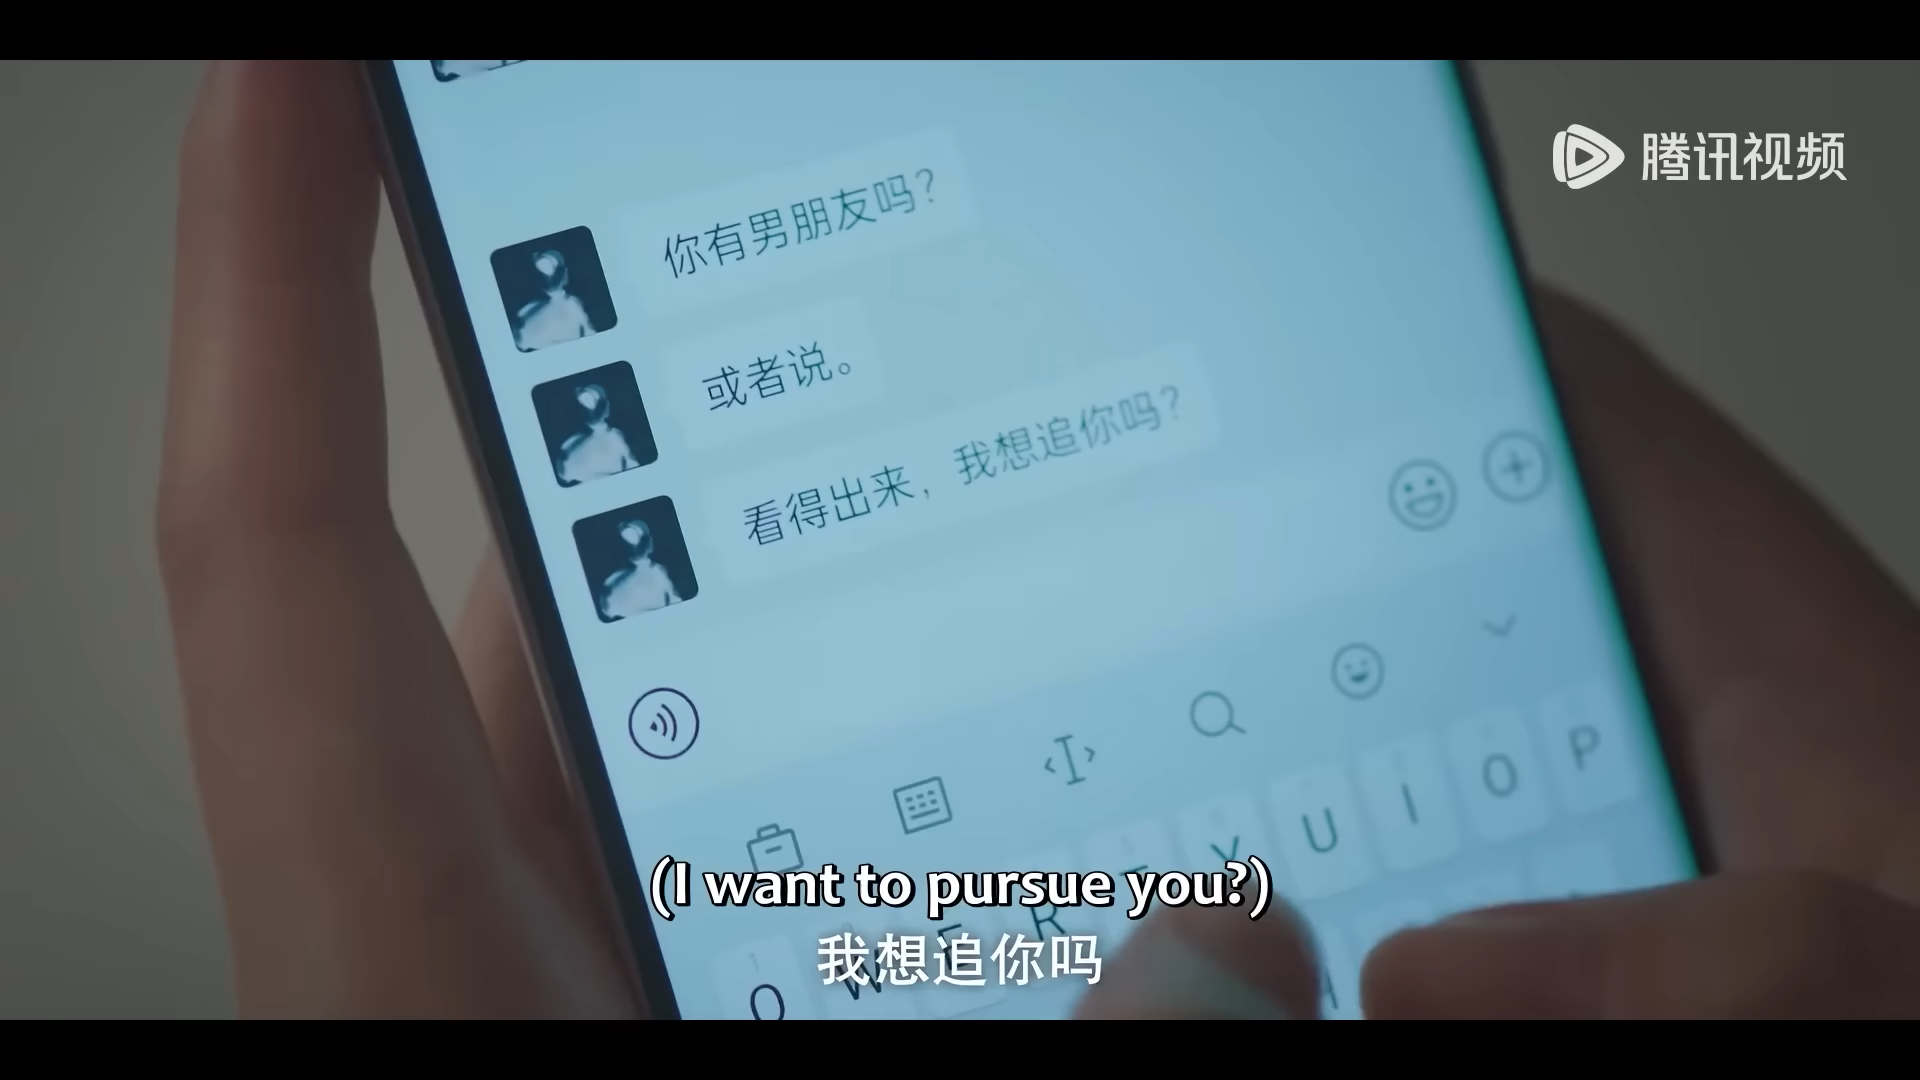 腾讯视频
你有男朋友吗？
或者说。
看得出来，我想追你吗？
Q W E R T Y U I O P
(I want to pursue you?)
我想追你吗